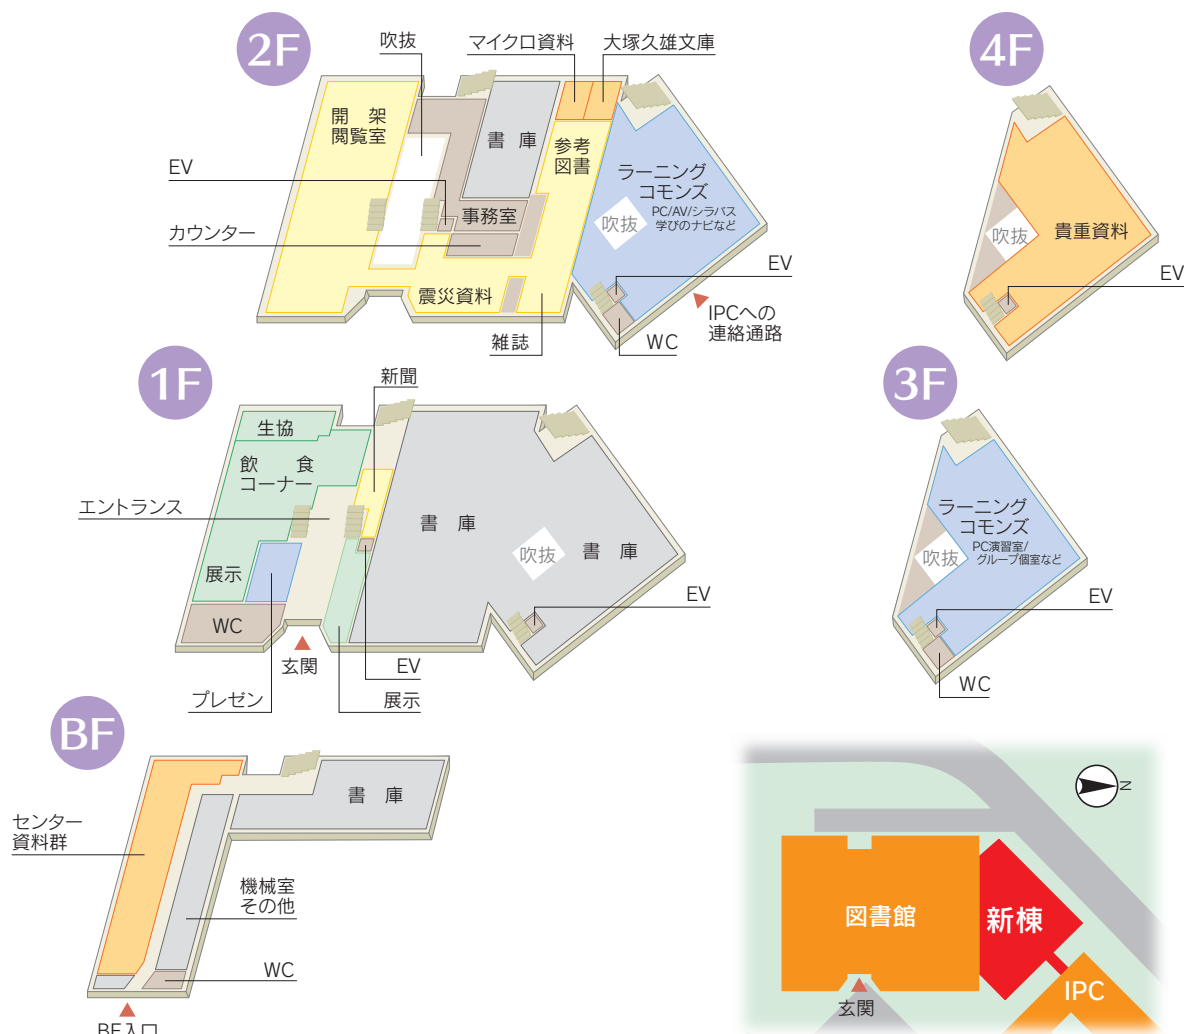 2F
吹抜
マイクロ資料
大塚久雄文庫
開 架
閲覧室
書 庫
参考
図書
EV
事務室
カウンター
震災資料
雑誌
ラーニング
コモンズ
PC/AV/シラバス
学びのナビなど
吹抜
EV
WC
IPCへの
連絡通路
4F
吹抜
貴重資料
EV
1F
新聞
生協
飲 食
コーナー
エントランス
展示
WC
プレゼン
玄関
EV
展示
書 庫
吹抜
書 庫
EV
3F
ラーニング
コモンズ
PC演習室/
グループ個室など
吹抜
EV
WC
BF
書 庫
センター
資料群
機械室
その他
WC
BF入口
N
図書館
新棟
IPC
玄関